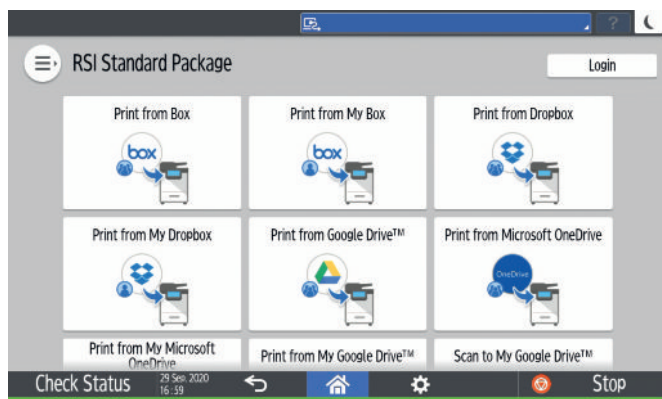 ?
RSI Standard Package
Login
Print from Box
Print from My Box
Print from Dropbox
box
box
Print from My Dropbox
Print from Google Drive™
Print from Microsoft OneDrive
OneDrive
Print from My Microsoft
OneDrive
Print from My Google Drive™
Scan to My Google Drive™
Check Status
29 Sep. 2020
16:59
Stop